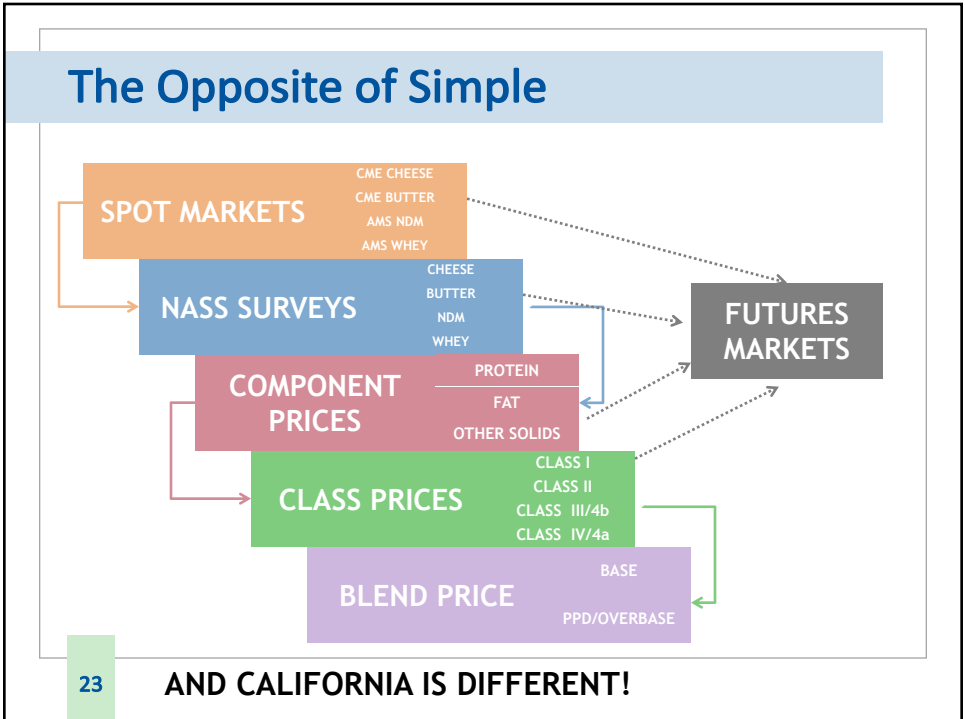 The Opposite of Simple
SPOT MARKETS
CME CHEESE
CME BUTTER
AMS NDM
AMS WHEY
NASS SURVEYS
CHEESE
BUTTER
NDM
WHEY
FUTURES
MARKETS
COMPONENT
PRICES
PROTEIN
FAT
OTHER SOLIDS
CLASS PRICES
CLASS I
CLASS II
CLASS III/4b
CLASS IV/4a
BLEND PRICE
BASE
PPD/OVERBASE
23
AND CALIFORNIA IS DIFFERENT!